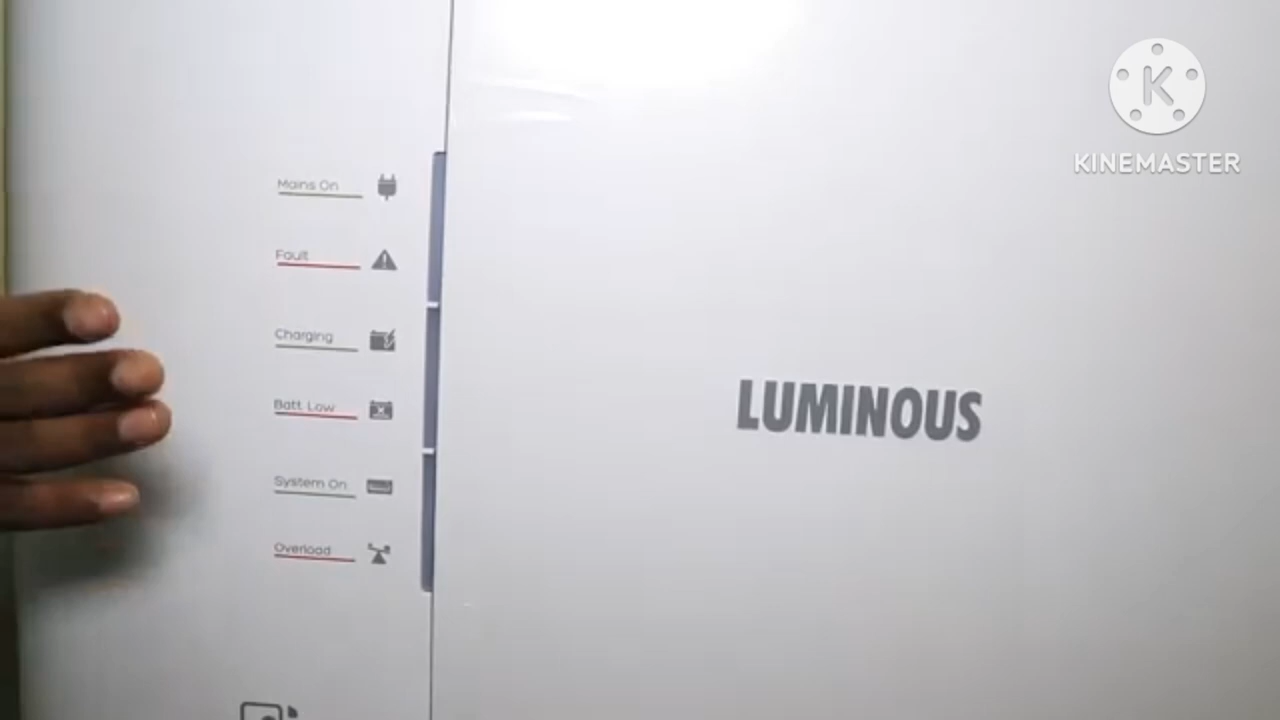 Mains On
Fault
Charging
Batt. Low
System On
Overload
LUMINOUS
K
KINEMASTER